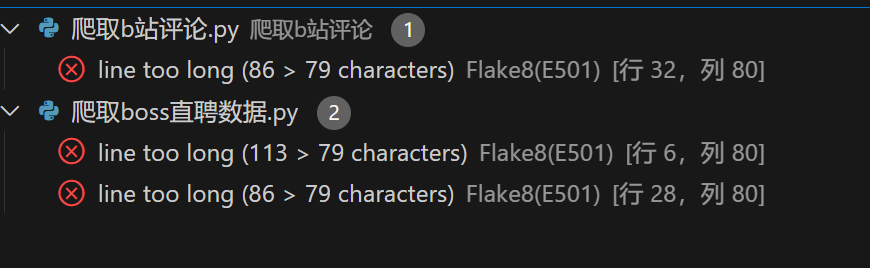 爬取b站评论.py 爬取b站评论 1
line too long (86 > 79 characters) Flake8(E501) [行 32，列 80]
爬取boss直聘数据.py 2
line too long (113 > 79 characters) Flake8(E501) [行 6，列 80]
line too long (86 > 79 characters) Flake8(E501) [行 28，列 80]